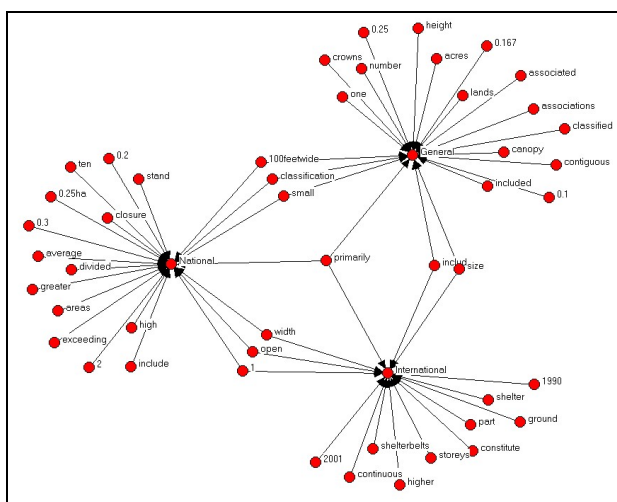 height
0.25
0.167
crowns
acres
number
associated
one
lands
associations
classified
General
canopy
100feetwide
contiguous
0.2
ten
stand
classification
included
0.1
0.25ha
small
closure
0.3
average
National
primarily
includ
divided
size
greater
areas
high
width
exceeding
open
2
include
1
International
1990
shelter
part
ground
shelterbelts
constitute
2001
storeys
continuous
higher